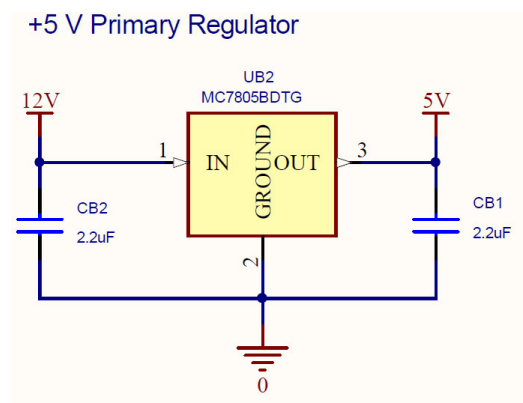 +5 V Primary Regulator
UB2
MC7805BDTG
12V
5V
1
IN
GROUND
OUT
3
CB2
2.2uF
CB1
2.2uF
2
0